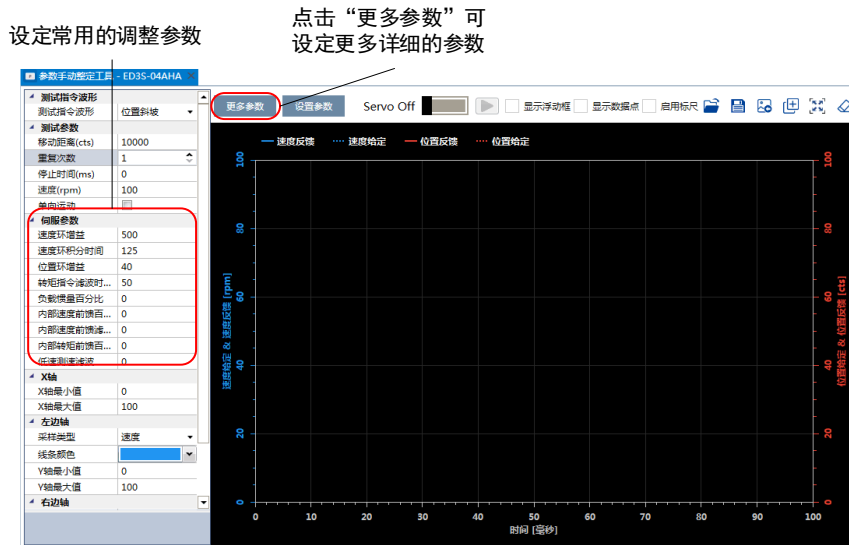 点击“更多参数”可
设定更多详细的参数
设定常用的调整参数
参数手动整定工具 - ED3S-04AHA ×
测试指令波形
测试指令波形 位置斜坡
测试参数
移动距离(cts) 10000
重复次数 1
停止时间(ms) 0
速度(rpm) 100
单向运动
伺服参数
速度环增益 500
速度环积分时间 125
位置环增益 40
转矩指令滤波时... 50
负载惯量百分比 0
内部速度前馈百... 0
内部速度前馈滤... 0
内部转矩前馈百... 0
低速测速滤波 0
X轴
X轴最小值 0
X轴最大值 100
左边轴
采样类型 速度
线条颜色
Y轴最小值 0
Y轴最大值 100
右边轴
更多参数 设置参数 Servo Off 显示浮动框 显示数据点 启用标尺
速度反馈 速度给定 位置反馈 位置给定
速度给定 & 速度反馈 [rpm]
100
80
60
40
20
0
位置给定 & 位置反馈 [cts]
100
80
60
40
20
0
0 10 20 30 40 50 60 70 80 90 100
时间 [毫秒]